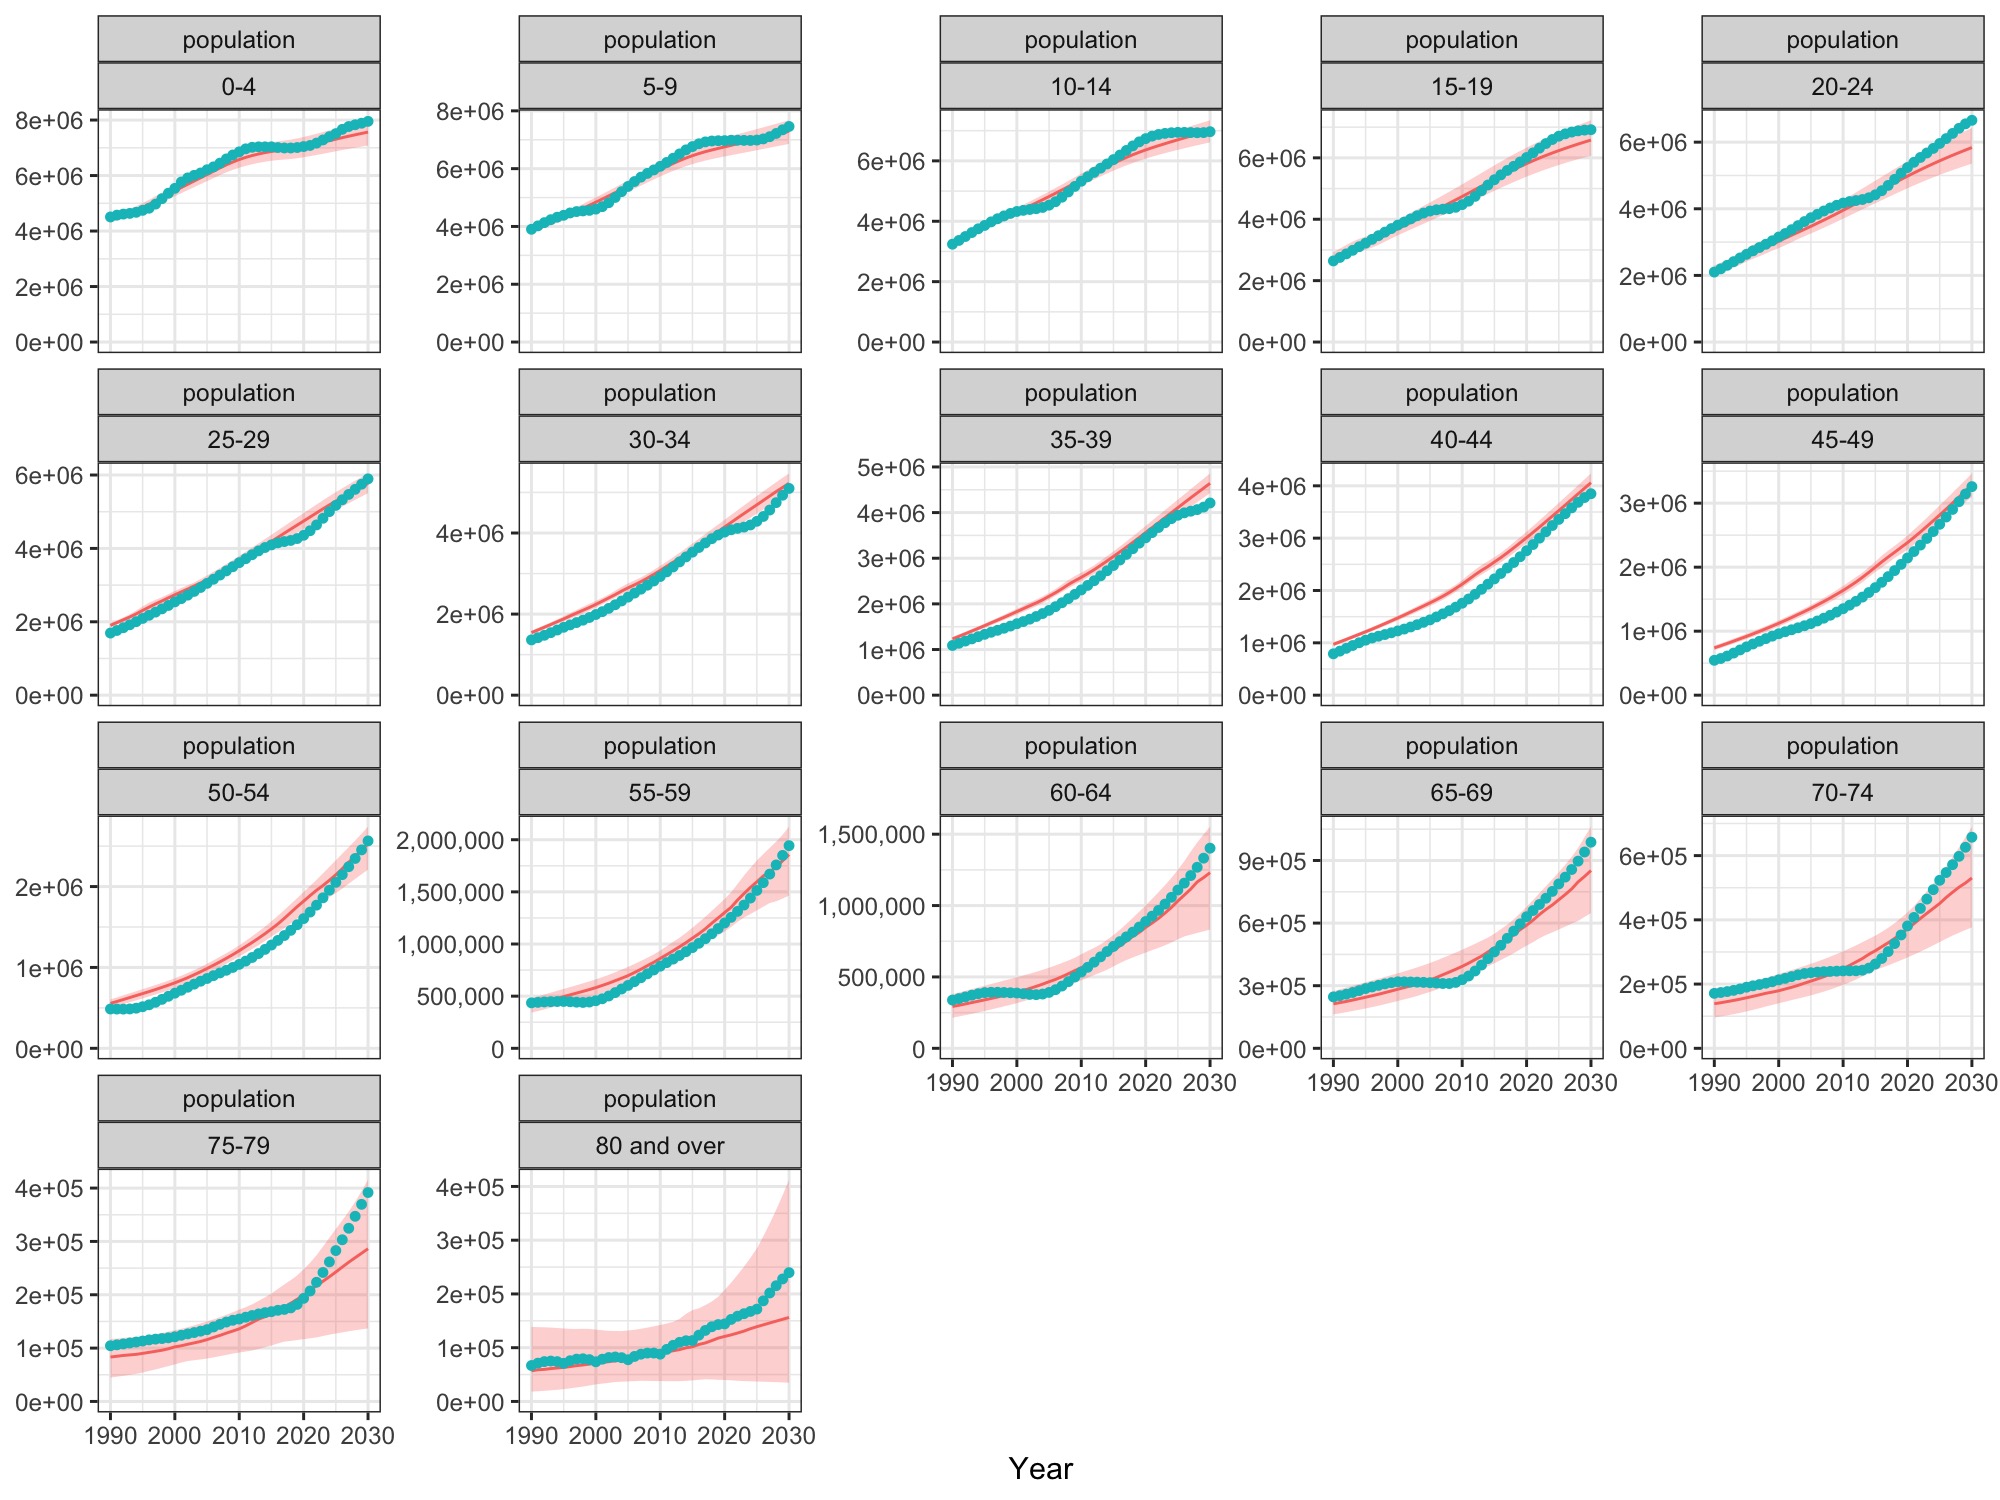 population population population population population
0-4 5-9 10-14 15-19 20-24
8e+06 6e+06 4e+06 2e+06 0e+00
8e+06 6e+06 4e+06 2e+06 0e+00
6e+06 4e+06 2e+06 0e+00
6e+06 4e+06 2e+06 0e+00
6e+06 4e+06 2e+06 0e+00
population population population population population
25-29 30-34 35-39 40-44 45-49
6e+06 4e+06 2e+06 0e+00
4e+06 2e+06 0e+00
5e+06 4e+06 3e+06 2e+06 1e+06 0e+00
4e+06 3e+06 2e+06 1e+06 0e+00
3e+06 2e+06 1e+06 0e+00
population population population population population
50-54 55-59 60-64 65-69 70-74
2e+06 1e+06 0e+00
2,000,000 1,500,000 1,000,000 500,000 0
1,500,000 1,000,000 500,000 0
9e+05 6e+05 3e+05 0e+00
6e+05 4e+05 2e+05 0e+00
1990 2000 2010 2020 2030 1990 2000 2010 2020 2030 1990 2000 2010 2020 2030
population population
75-79 80 and over
4e+05 3e+05 2e+05 1e+05 0e+00
4e+05 3e+05 2e+05 1e+05 0e+00
1990 2000 2010 2020 2030 1990 2000 2010 2020 2030
Year